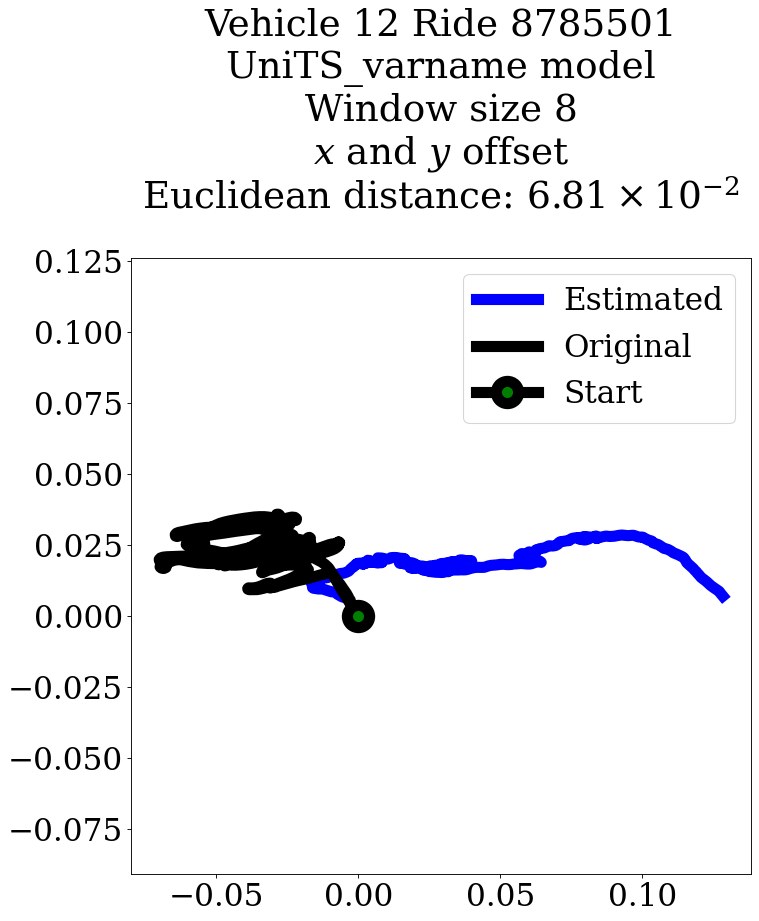 Vehicle 12 Ride 8785501
UniTS_varname model
Window size 8
x and y offset
Euclidean distance: 6.81 × 10⁻²
0.125
0.100
0.075
0.050
0.025
0.000
−0.025
−0.050
−0.075
Estimated
Original
Start
−0.05 0.00 0.05 0.10